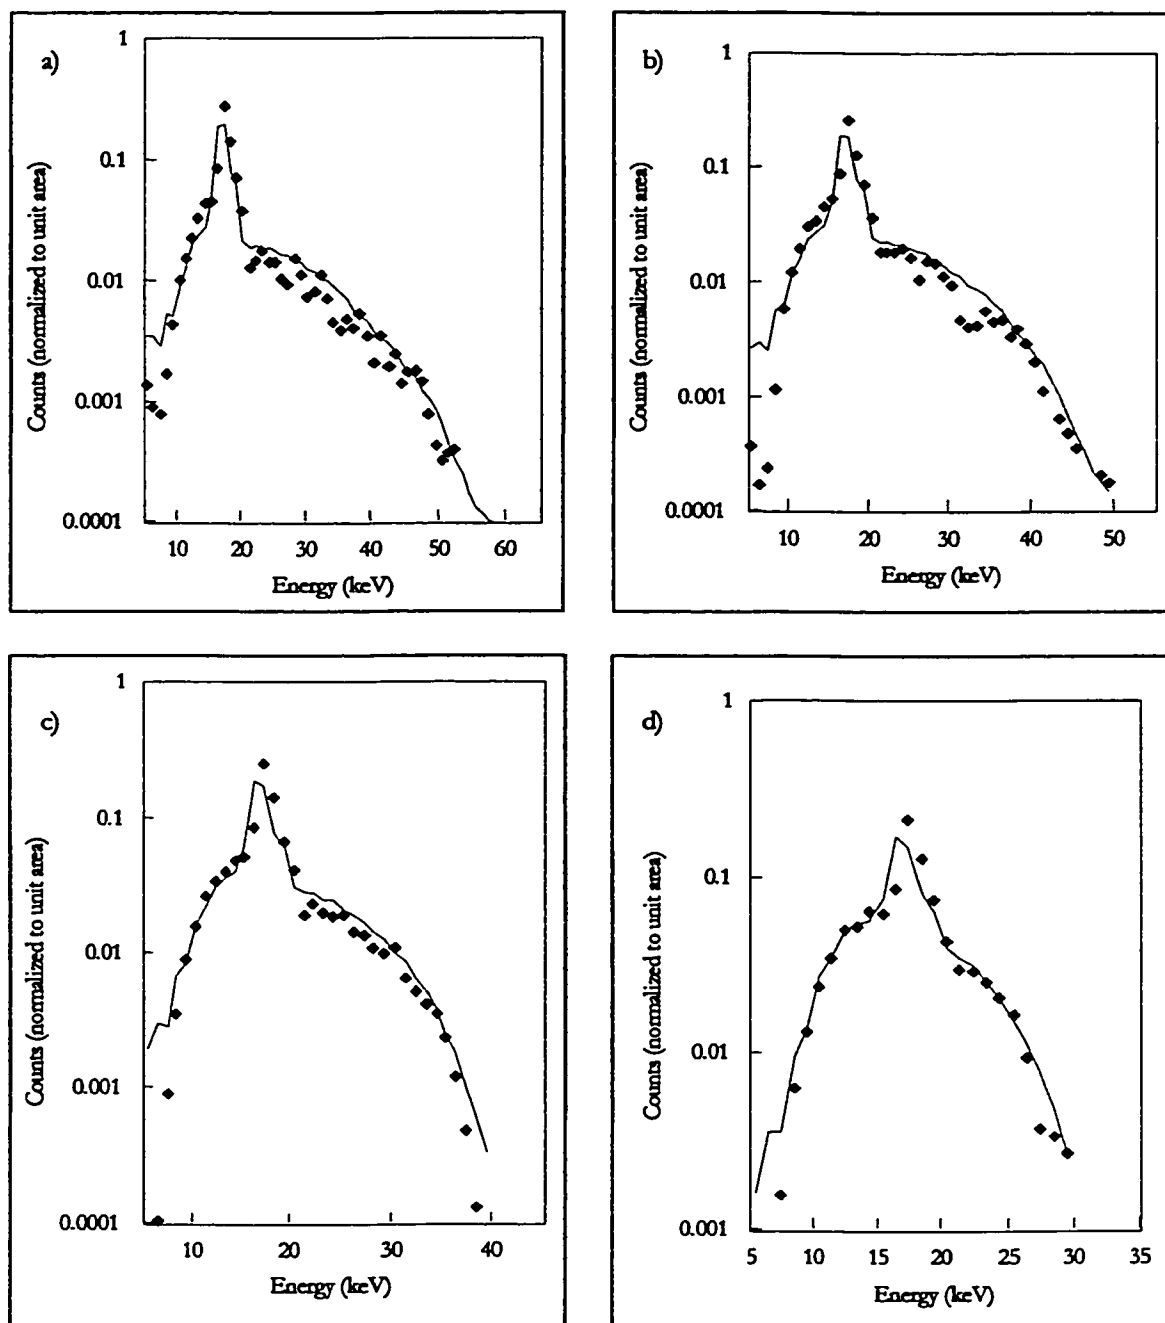 a)
1
0.1
0.01
0.001
0.0001
Counts (normalized to unit area)
10 20 30 40 50 60
Energy (keV)
b)
1
0.1
0.01
0.001
0.0001
Counts (normalized to unit area)
10 20 30 40 50
Energy (keV)
c)
1
0.1
0.01
0.001
0.0001
Counts (normalized to unit area)
10 20 30 40
Energy (keV)
d)
1
0.1
0.01
0.001
Counts (normalized to unit area)
5 10 15 20 25 30 35
Energy (keV)